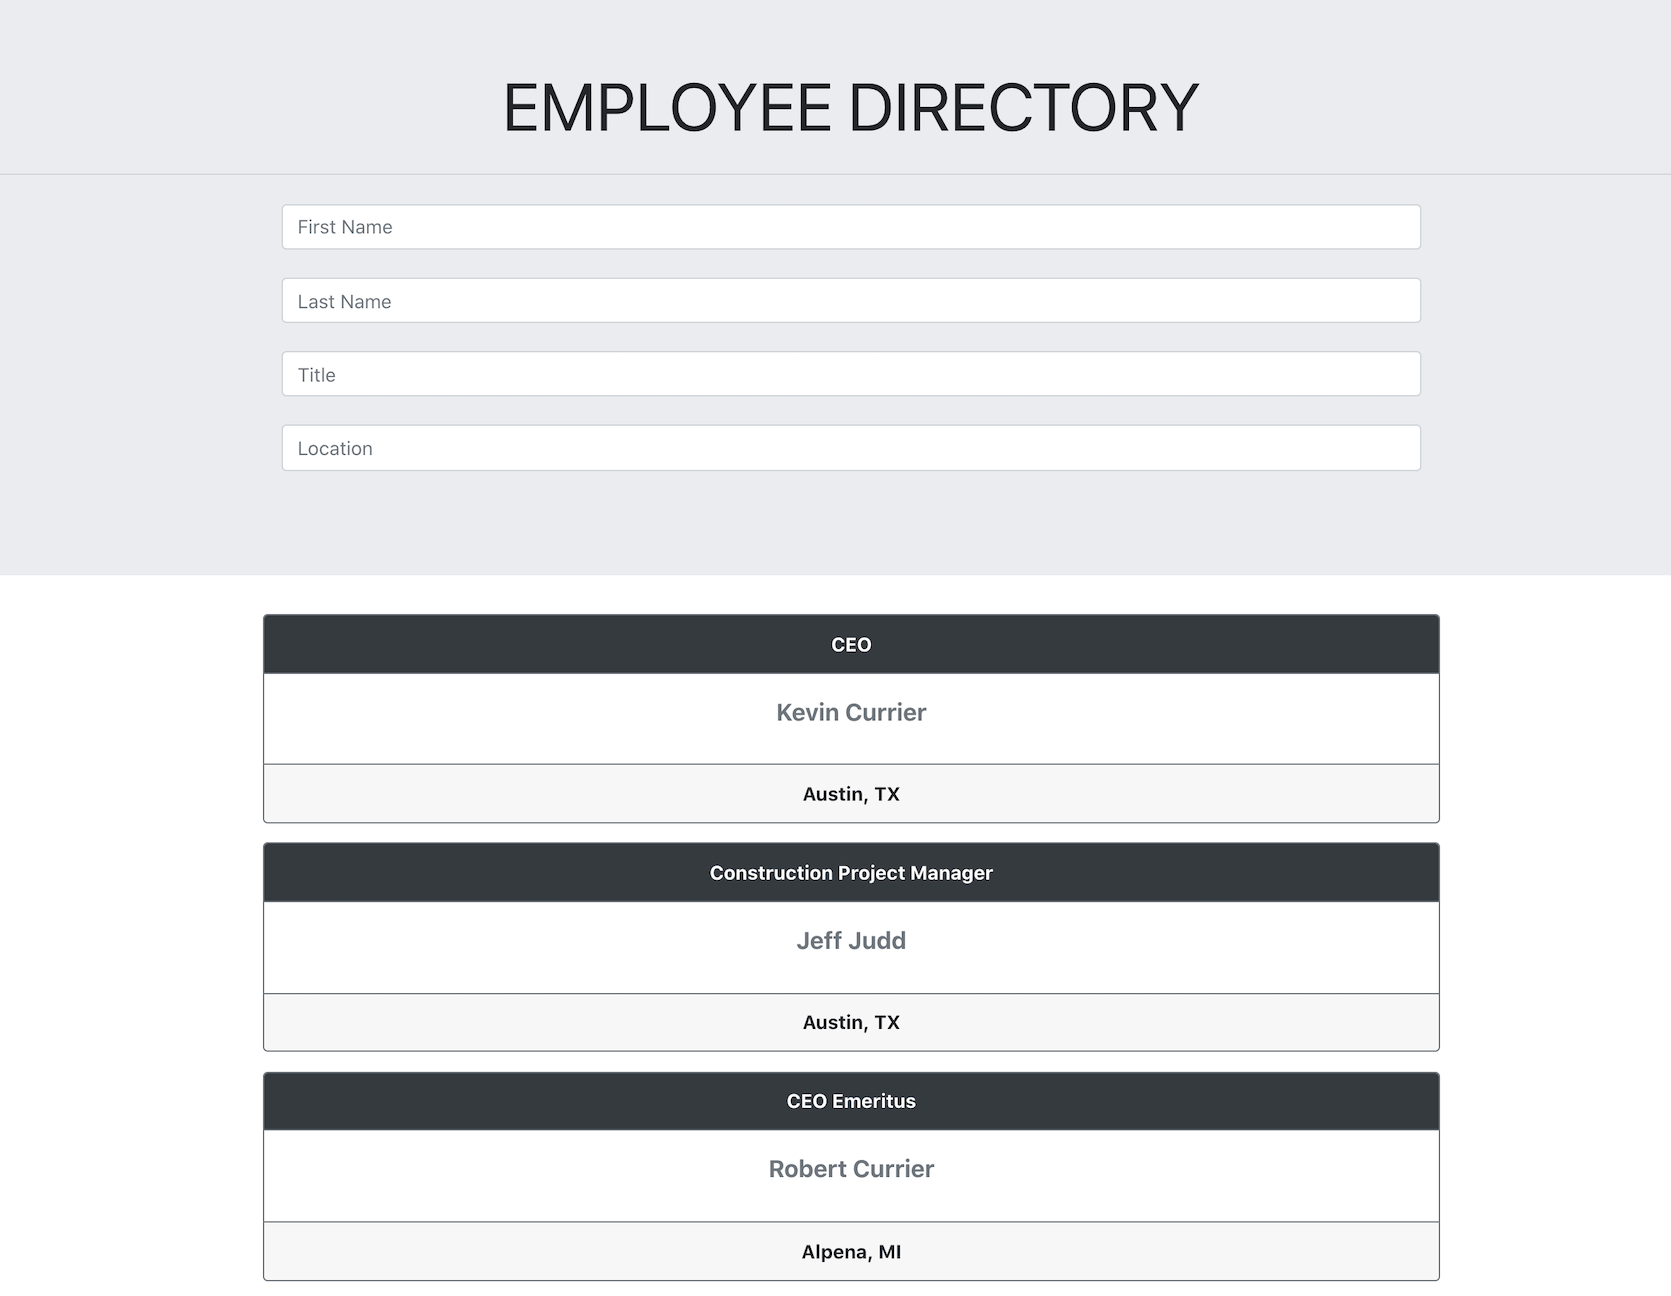 EMPLOYEE DIRECTORY
First Name
Last Name
Title
Location
CEO
Kevin Currier
Austin, TX
Construction Project Manager
Jeff Judd
Austin, TX
CEO Emeritus
Robert Currier
Alpena, MI